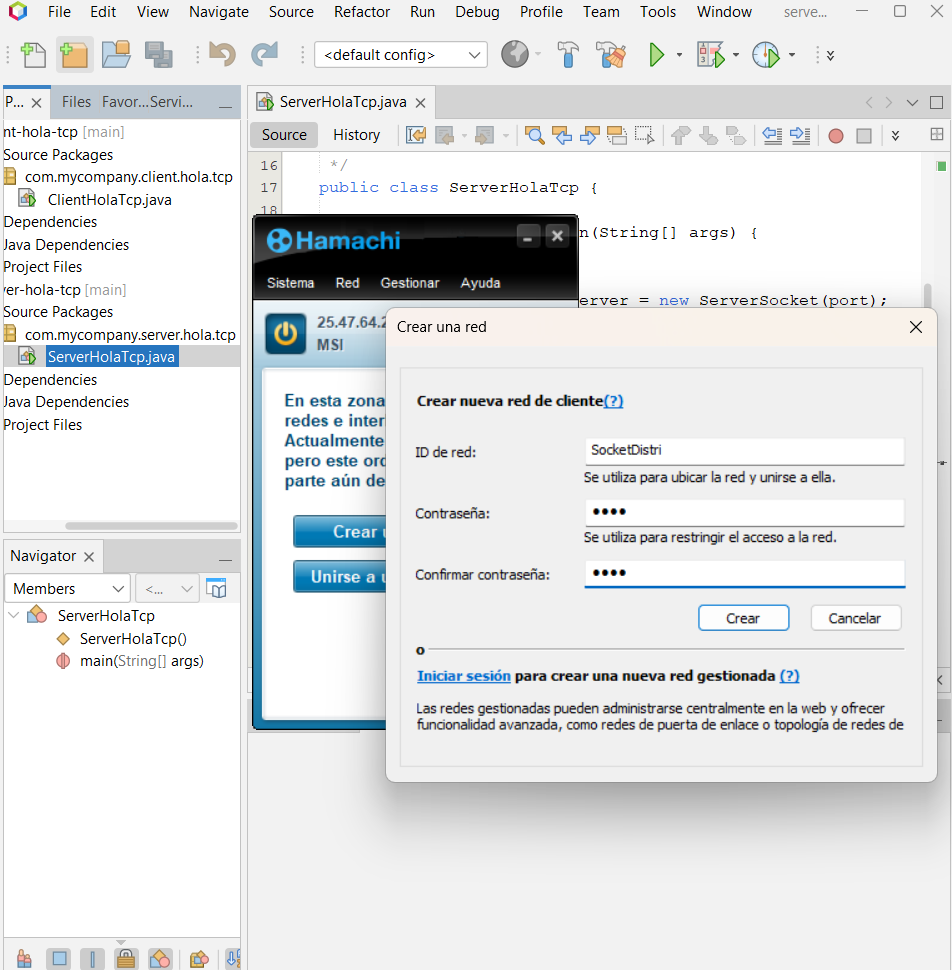 File Edit View Navigate Source Refactor Run Debug Profile Team Tools Window serve...
<default config>
P... Files Favor... Servi...
nt-hola-tcp [main]
Source Packages
com.mycompany.client.hola.tcp
ClientHolaTcp.java
Dependencies
Java Dependencies
Project Files
ver-hola-tcp [main]
Source Packages
com.mycompany.server.hola.tcp
ServerHolaTcp.java
Dependencies
Java Dependencies
Project Files
Navigator
Members <...
ServerHolaTcp
ServerHolaTcp()
main(String[] args)
ServerHolaTcp.java
Source History
16 */
17 public class ServerHolaTcp {
18
n(String[] args) {
erver = new ServerSocket(port);
Hamachi
Sistema Red Gestionar Ayuda
25.47.64.2
MSI
En esta zona
redes e inter
Actualmente
pero este ord
parte aún de
Crear u
Unirse a u
Crear una red
Crear nueva red de cliente(?)
ID de red: SocketDistri
Se utiliza para ubicar la red y unirse a ella.
Contraseña: ••••
Se utiliza para restringir el acceso a la red.
Confirmar contraseña: ••••
Crear Cancelar
o
Iniciar sesión para crear una nueva red gestionada (?)
Las redes gestionadas pueden administrarse centralmente en la web y ofrecer
funcionalidad avanzada, como redes de puerta de enlace o topología de redes de